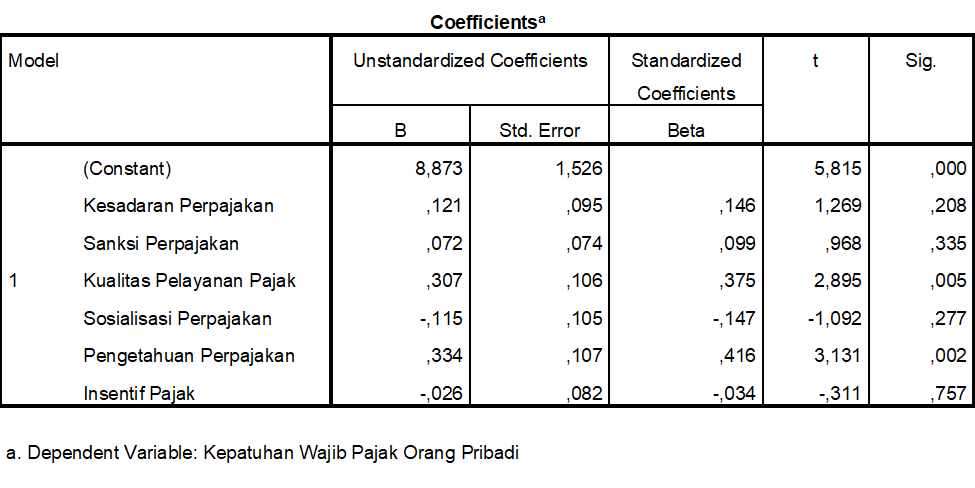 Coefficientsᵃ
Model Unstandardized Coefficients Standardized Coefficients t Sig.
B Std. Error Beta
1 (Constant) 8,873 1,526 5,815 ,000
Kesadaran Perpajakan ,121 ,095 ,146 1,269 ,208
Sanksi Perpajakan ,072 ,074 ,099 ,968 ,335
Kualitas Pelayanan Pajak ,307 ,106 ,375 2,895 ,005
Sosialisasi Perpajakan -,115 ,105 -,147 -1,092 ,277
Pengetahuan Perpajakan ,334 ,107 ,416 3,131 ,002
Insentif Pajak -,026 ,082 -,034 -,311 ,757
a. Dependent Variable: Kepatuhan Wajib Pajak Orang Pribadi